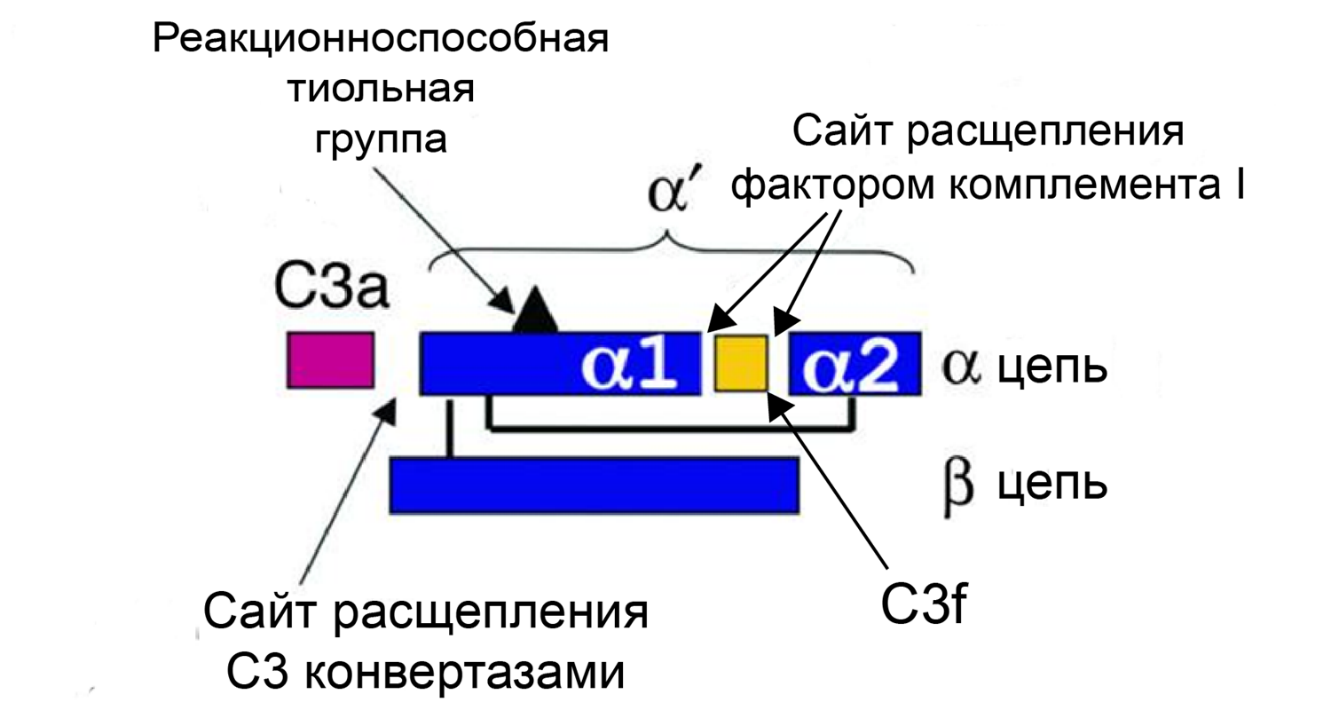 Реакционноспособная
тиольная
группа
Сайт расщепления
фактором комплемента I
α′
C3a
α1
α2
α цепь
β цепь
Сайт расщепления
C3 конвертазами
C3f